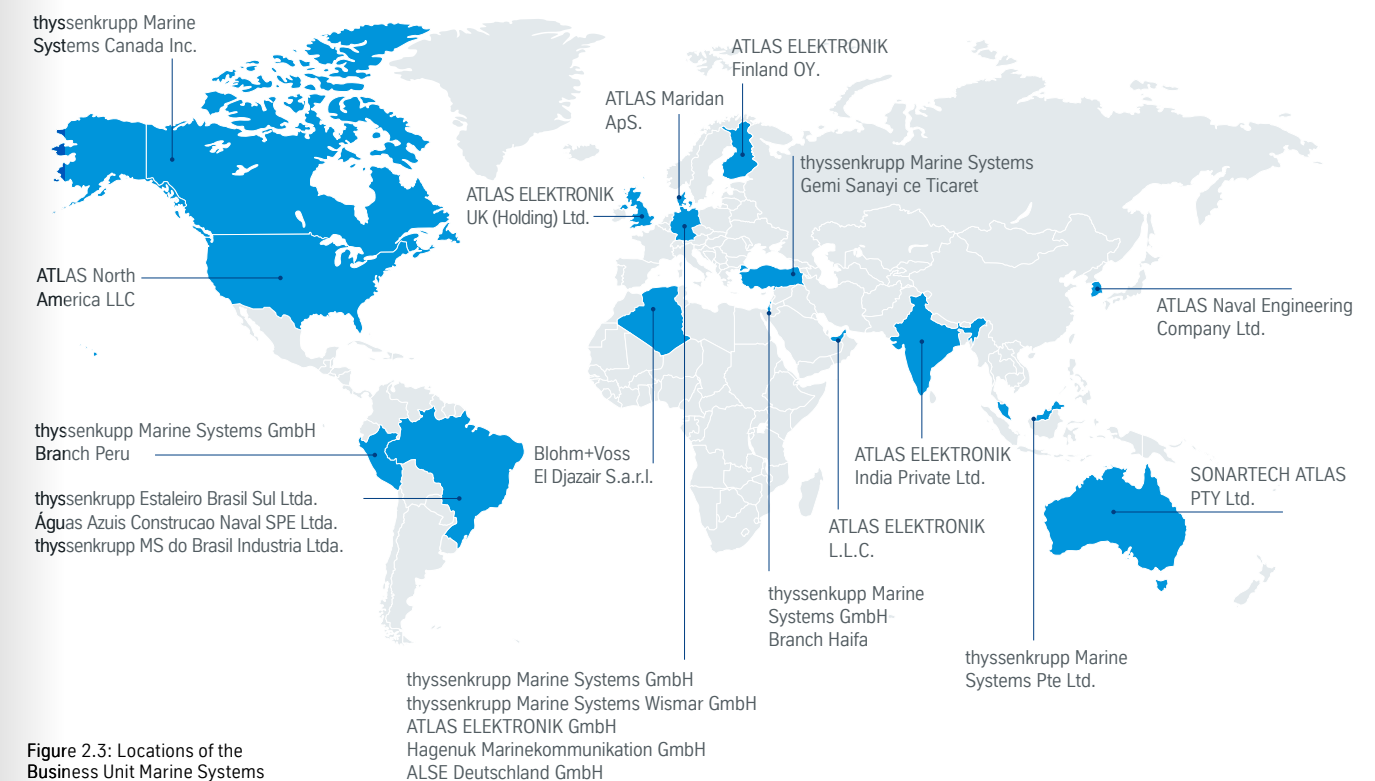 thyssenkrupp Marine
Systems Canada Inc.
ATLAS ELEKTRONIK
Finland OY.
ATLAS Maridan
ApS.
thyssenkrupp Marine Systems
Gemi Sanayi ce Ticaret
ATLAS ELEKTRONIK
UK (Holding) Ltd.
ATLAS North
America LLC
ATLAS Naval Engineering
Company Ltd.
thyssenkupp Marine Systems GmbH
Branch Peru
Blohm+Voss
El Djazair S.a.r.l.
ATLAS ELEKTRONIK
India Private Ltd.
SONARTECH ATLAS
PTY Ltd.
thyssenkrupp Estaleiro Brasil Sul Ltda.
Águas Azuis Construcao Naval SPE Ltda.
thyssenkrupp MS do Brasil Industria Ltda.
ATLAS ELEKTRONIK
L.L.C.
thyssenkupp Marine
Systems GmbH
Branch Haifa
thyssenkrupp Marine
Systems Pte Ltd.
thyssenkrupp Marine Systems GmbH
thyssenkrupp Marine Systems Wismar GmbH
ATLAS ELEKTRONIK GmbH
Hagenuk Marinekommunikation GmbH
ALSE Deutschland GmbH
Figure 2.3: Locations of the
Business Unit Marine Systems